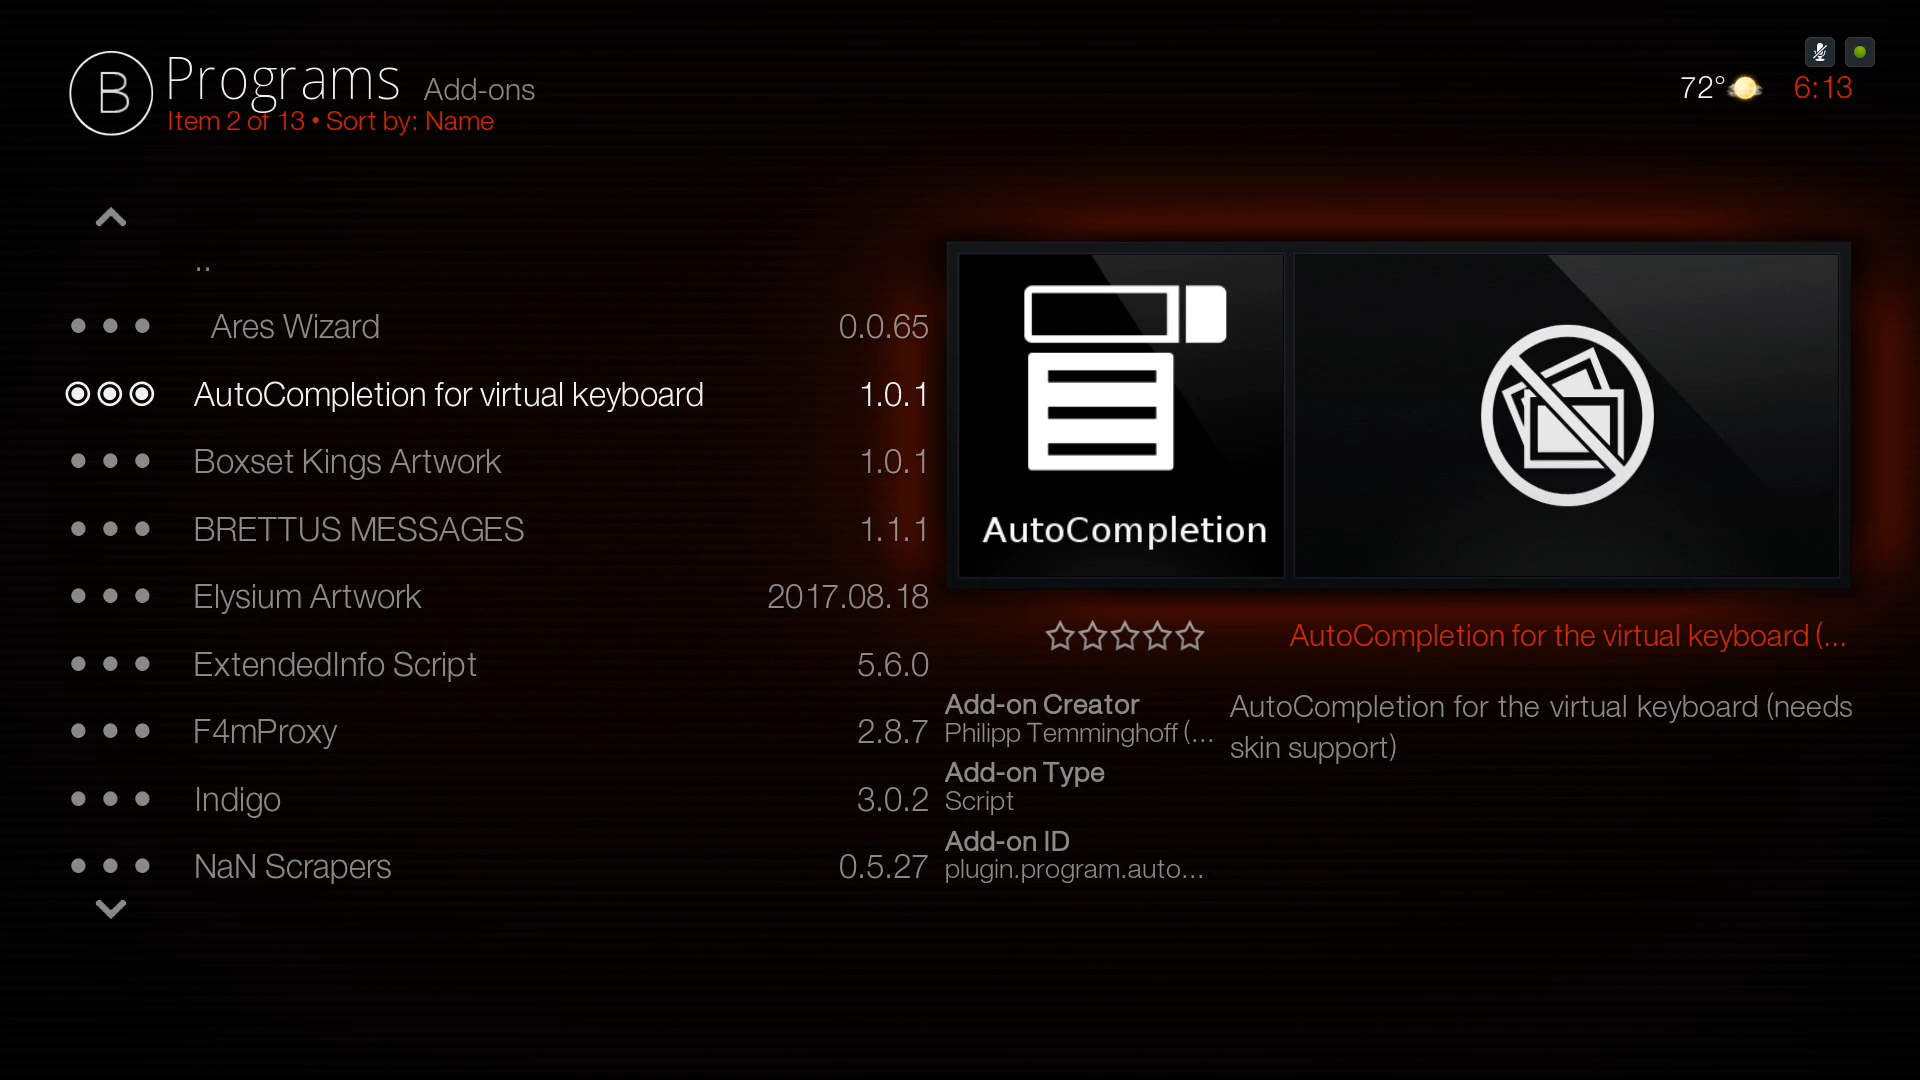 B
Programs Add-ons
Item 2 of 13 • Sort by: Name
72° 6:13
..
Ares Wizard 0.0.65
AutoCompletion for virtual keyboard 1.0.1
Boxset Kings Artwork 1.0.1
BRETTUS MESSAGES 1.1.1
Elysium Artwork 2017.08.18
ExtendedInfo Script 5.6.0
F4mProxy 2.8.7
Indigo 3.0.2
NaN Scrapers 0.5.27
AutoCompletion
AutoCompletion for the virtual keyboard (...
Add-on Creator
Philipp Temminghoff (...
Add-on Type
Script
Add-on ID
plugin.program.auto...
AutoCompletion for the virtual keyboard (needs
skin support)